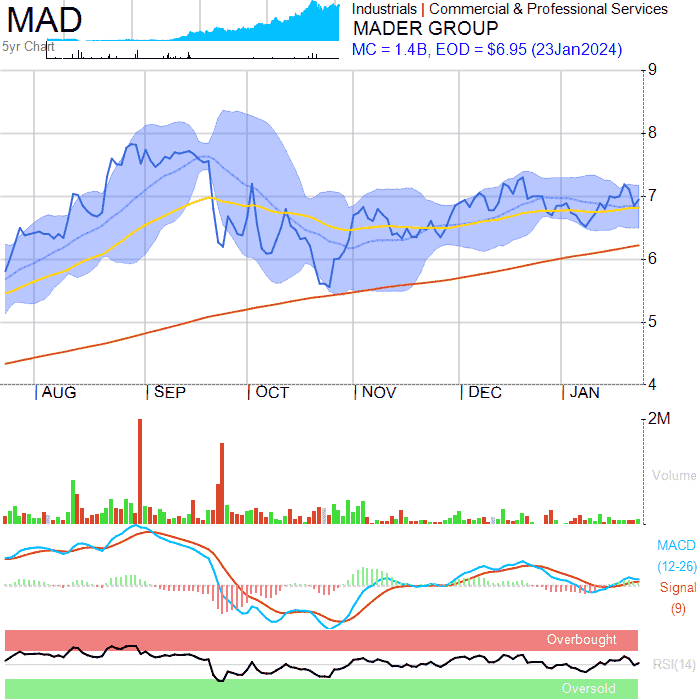 MAD
5yr Chart
Industrials | Commercial & Professional Services
MADER GROUP
MC = 1.4B, EOD = $6.95 (23Jan2024)
9
8
7
6
5
4
AUG
SEP
OCT
NOV
DEC
JAN
2M
Volume
MACD
(12-26)
Signal
(9)
Overbought
RSI(14)
Oversold